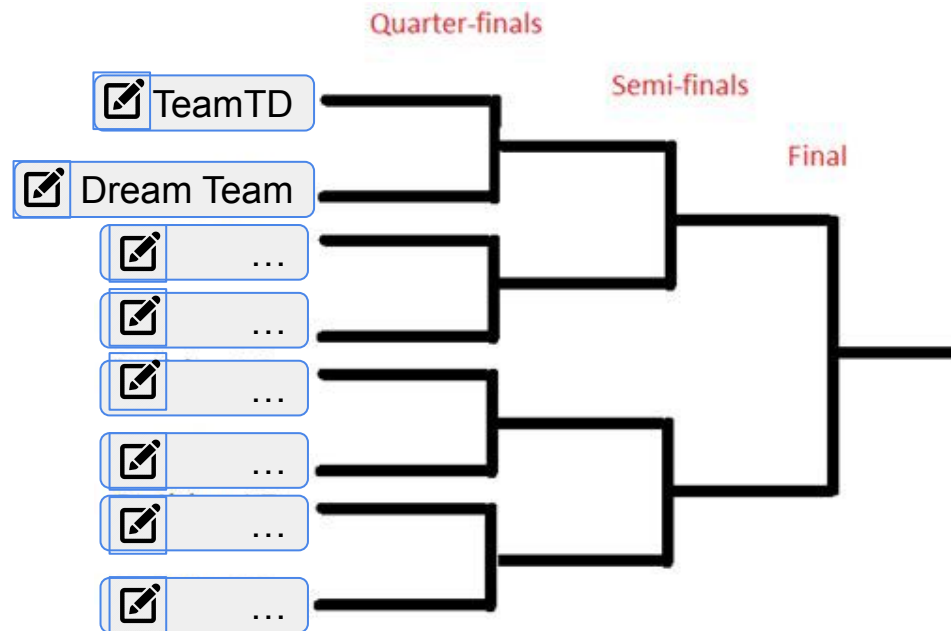 Quarter-finals
Semi-finals
Final
TeamTD
Dream Team
...
...
...
...
...
...